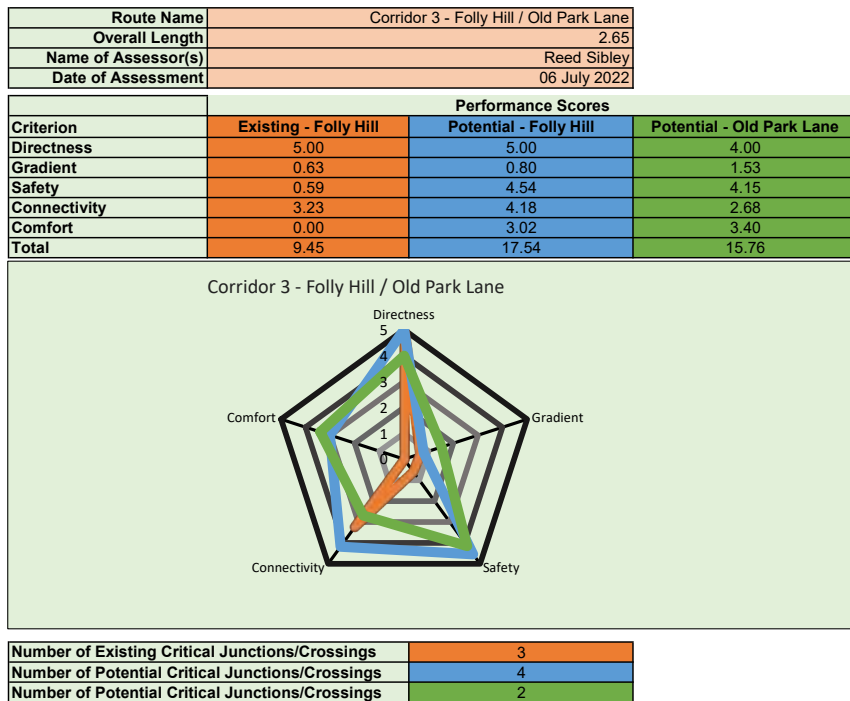 Route Name Corridor 3 - Folly Hill / Old Park Lane
Overall Length 2.65
Name of Assessor(s) Reed Sibley
Date of Assessment 06 July 2022
Performance Scores
Criterion Existing - Folly Hill Potential - Folly Hill Potential - Old Park Lane
Directness 5.00 5.00 4.00
Gradient 0.63 0.80 1.53
Safety 0.59 4.54 4.15
Connectivity 3.23 4.18 2.68
Comfort 0.00 3.02 3.40
Total 9.45 17.54 15.76
Corridor 3 - Folly Hill / Old Park Lane
Directness
5
4
3
2
1
0
Comfort
Gradient
Connectivity
Safety
Number of Existing Critical Junctions/Crossings 3
Number of Potential Critical Junctions/Crossings 4
Number of Potential Critical Junctions/Crossings 2